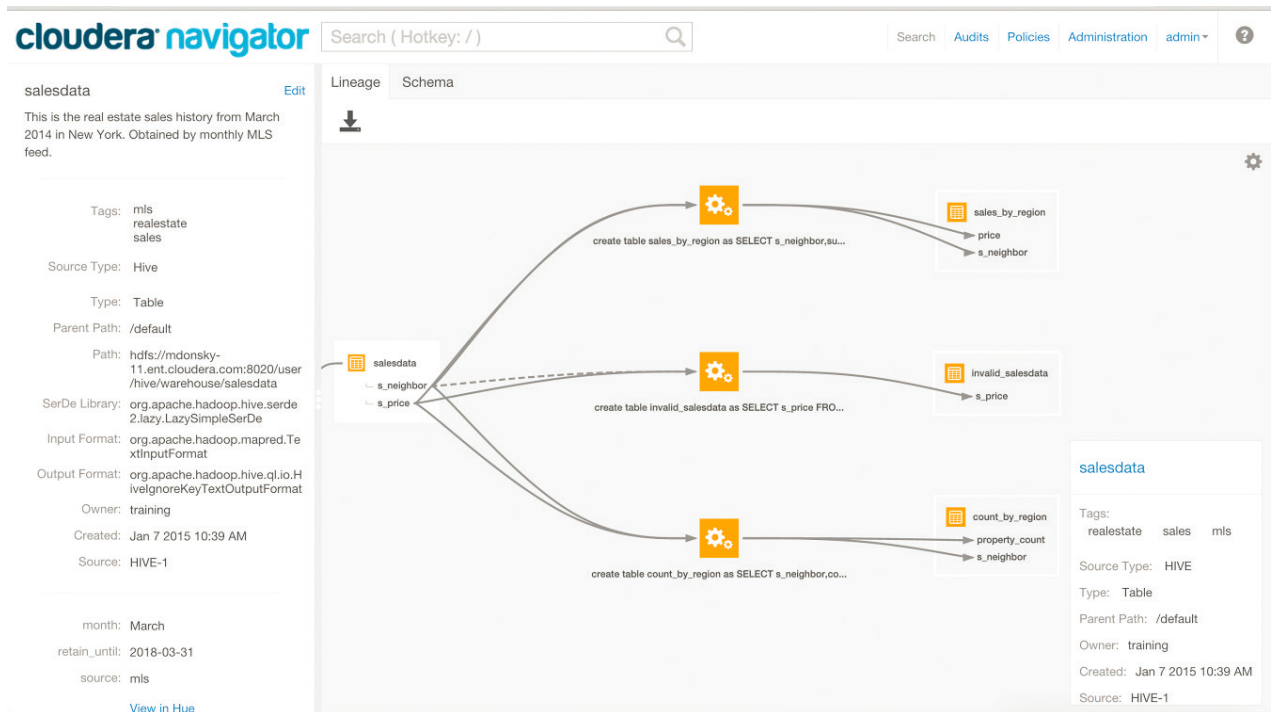 cloudera navigator
Search ( Hotkey: / )
Search Audits Policies Administration admin ?
salesdata Edit
This is the real estate sales history from March
2014 in New York. Obtained by monthly MLS
feed.
Tags: mls
realestate
sales
Source Type: Hive
Type: Table
Parent Path: /default
Path: hdfs://mdonsky-
11.ent.cloudera.com:8020/user
/hive/warehouse/salesdata
SerDe Library: org.apache.hadoop.hive.serde
2.lazy.LazySimpleSerDe
Input Format: org.apache.hadoop.mapred.Te
xtInputFormat
Output Format: org.apache.hadoop.hive.ql.io.H
iveIgnoreKeyTextOutputFormat
Owner: training
Created: Jan 7 2015 10:39 AM
Source: HIVE-1
month: March
retain_until: 2018-03-31
source: mls
View in Hue
Lineage Schema
salesdata
s_neighbor
s_price
create table sales_by_region as SELECT s_neighbor,su...
sales_by_region
price
s_neighbor
create table invalid_salesdata as SELECT s_price FRO...
invalid_salesdata
s_price
create table count_by_region as SELECT s_neighbor,co...
count_by_region
property_count
s_neighbor
salesdata
Tags:
realestate sales mls
Source Type: HIVE
Type: Table
Parent Path: /default
Owner: training
Created: Jan 7 2015 10:39 AM
Source: HIVE-1